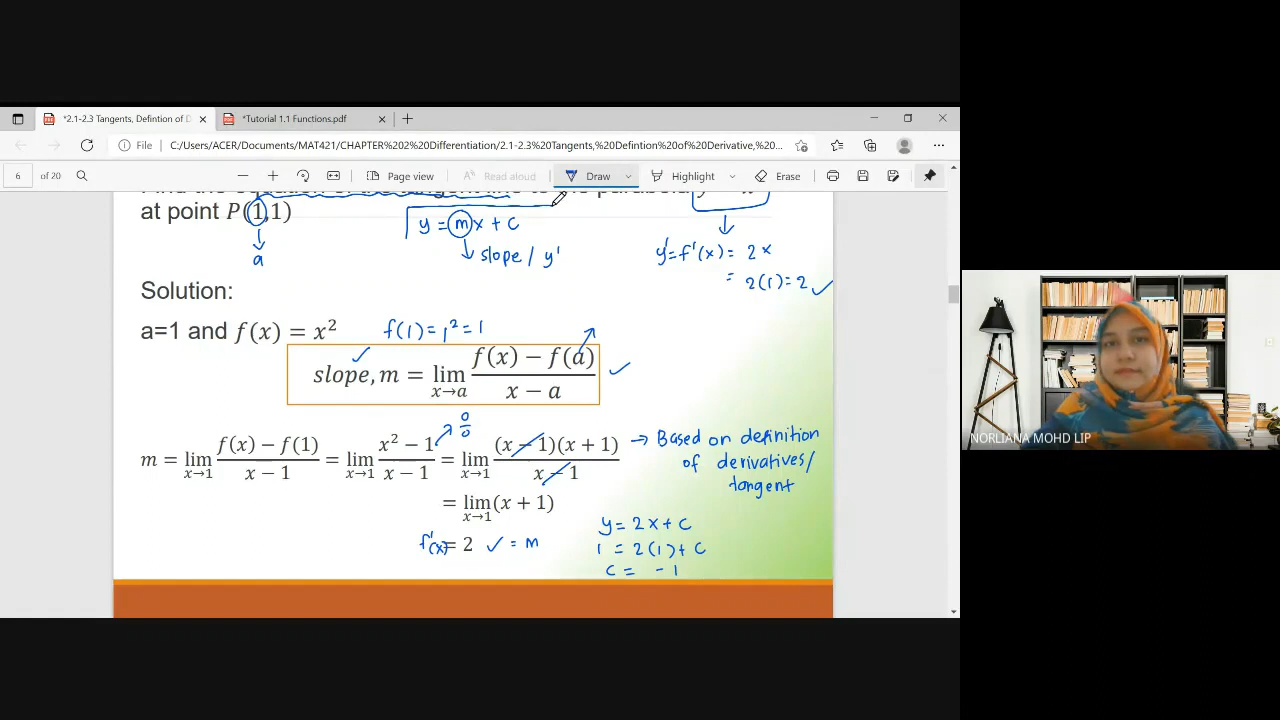 *2.1-2.3 Tangents, Defintion of D
*Tutorial 1.1 Functions.pdf
File C:/Users/ACER/Documents/MAT421/CHAPTER%202%20Differentiation/2.1-2.3%20Tangents,%20Defintion%20of%20Derivative,%...
6 of 20 Page view Read aloud Draw Highlight Erase
at point P(1,1)
y = mx + c
a
slope / y'
y' = f'(x) = 2x
= 2(1) = 2 ✓
Solution:
a=1 and f(x) = x²
f(1) = 1² = 1
slope, m = lim x→a (f(x) − f(a))/(x − a) ✓
0/0
m = lim x→1 (f(x) − f(1))/(x − 1) = lim x→1 (x² − 1)/(x − 1) = lim x→1 ((x − 1)(x + 1))/(x − 1)
→ Based on definition
of derivatives/
tangent
= lim x→1 (x + 1)
f'(x) = 2 ✓ = m
y = 2x + c
1 = 2(1) + c
c = -1
NORLIANA MOHD LIP